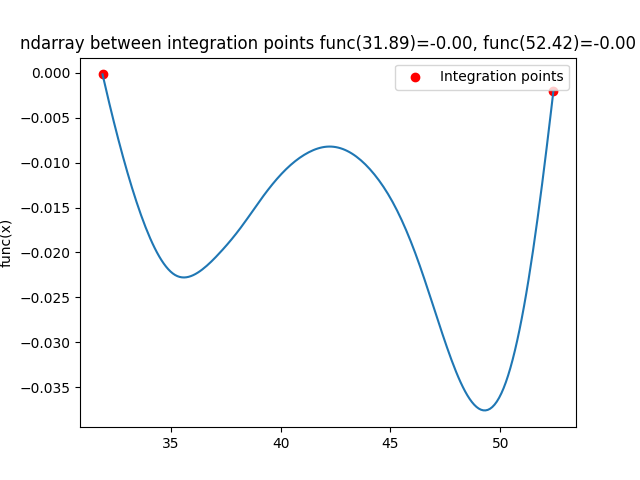 ndarray between integration points func(31.89)=-0.00, func(52.42)=-0.00
Integration points
0.000
-0.005
-0.010
-0.015
-0.020
-0.025
-0.030
-0.035
func(x)
35 40 45 50